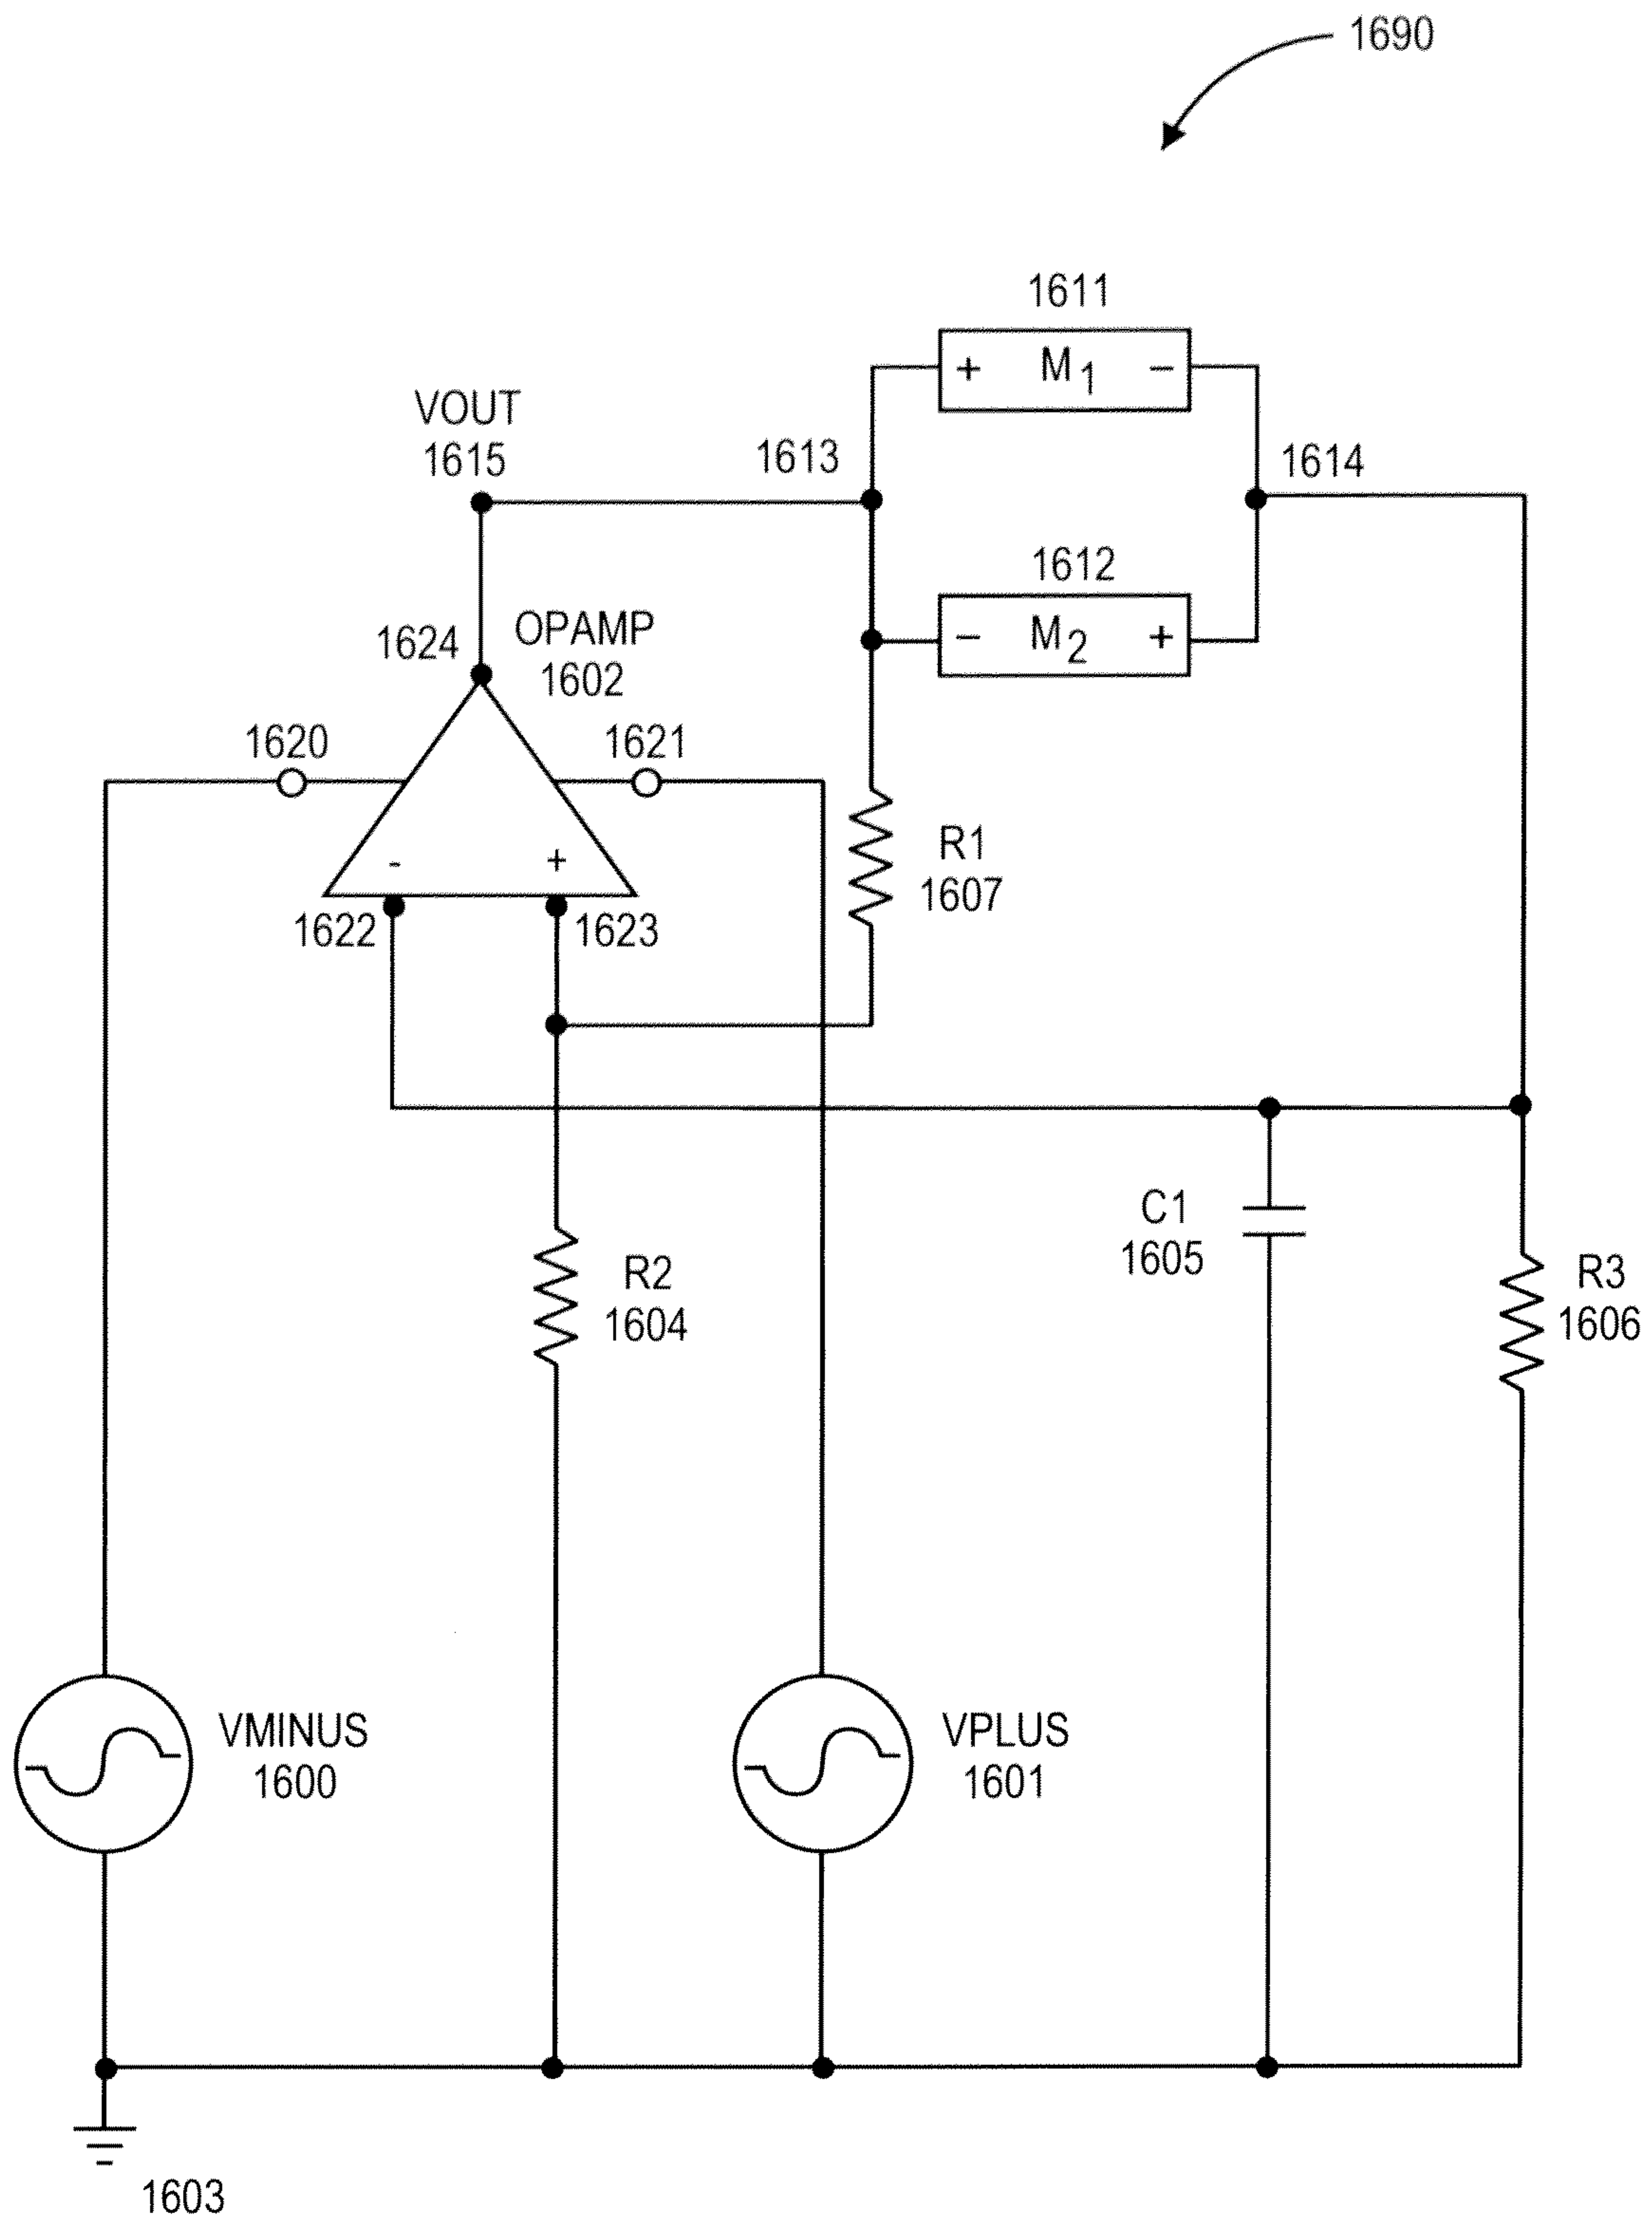 1690
1611
+ M1 −
VOUT
1615
1613
1614
1612
− M2 +
1624
OPAMP
1602
1620
1621
- +
R1
1607
1622
1623
C1
1605
R2
1604
R3
1606
VMINUS
1600
VPLUS
1601
1603